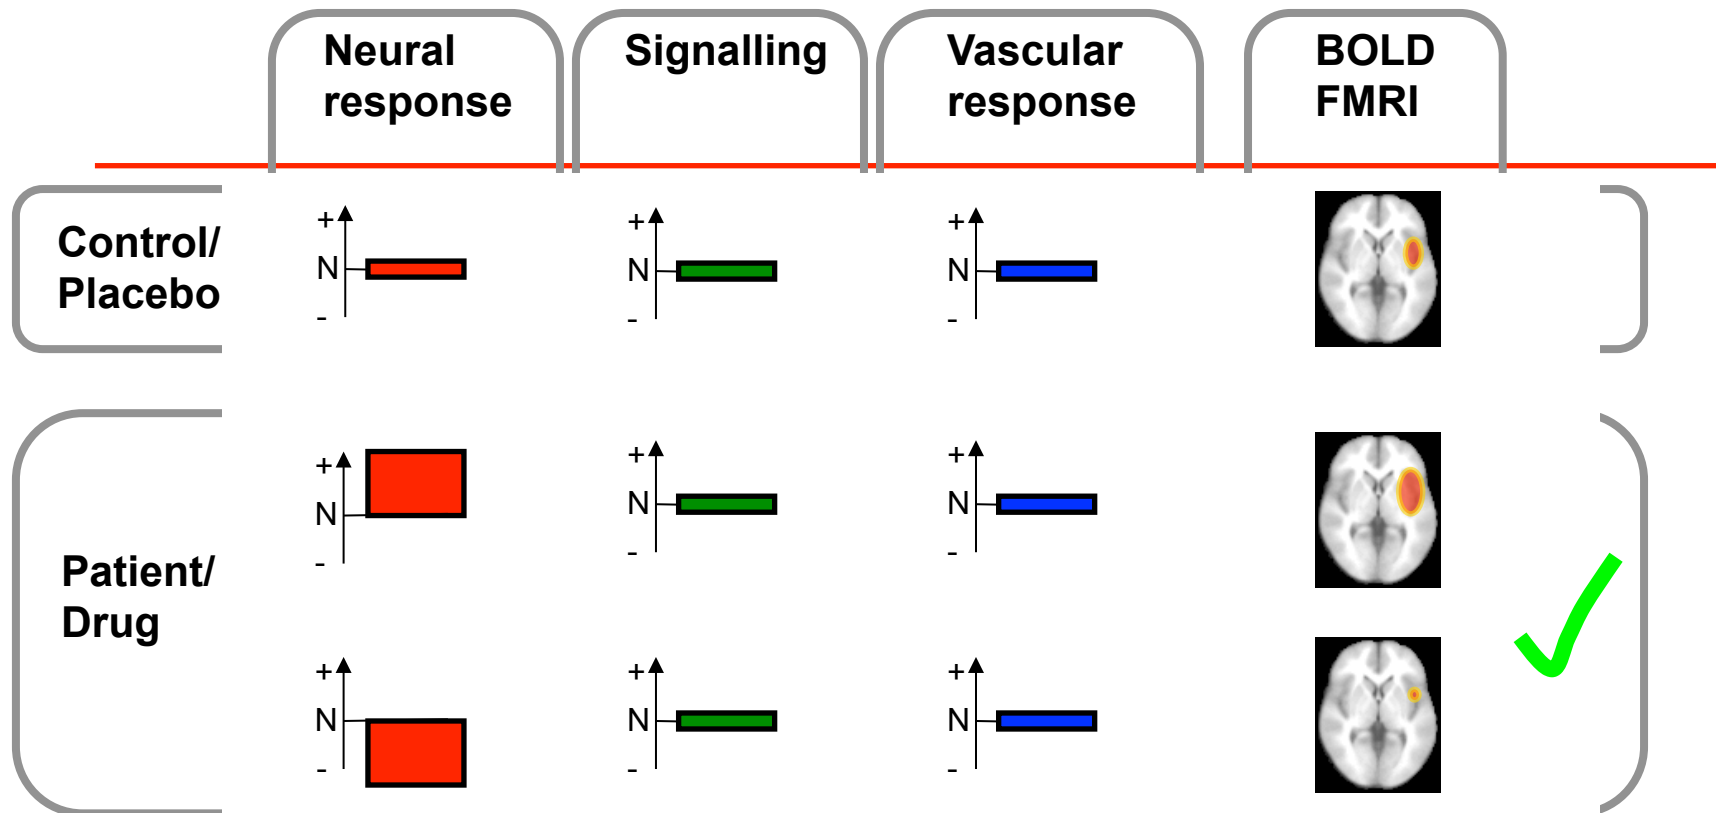 Neural
response
Signalling
Vascular
response
BOLD
FMRI
Control/
Placebo
+
N
-
+
N
-
+
N
-
Patient/
Drug
+
N
-
+
N
-
+
N
-
+
N
-
+
N
-
+
N
-